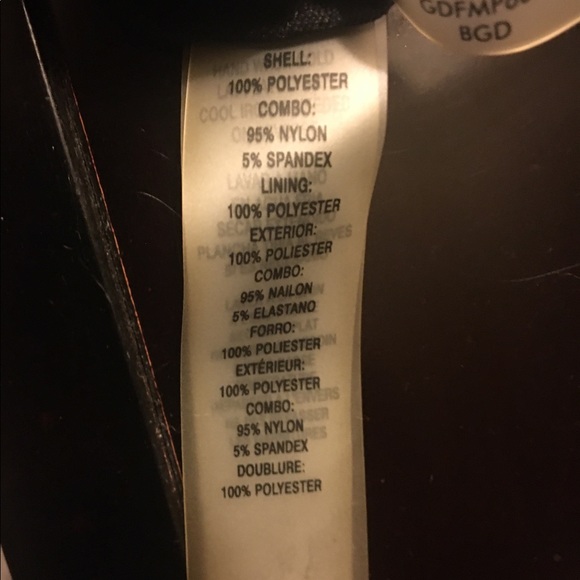 BGD
SHELL:
100% POLYESTER
COMBO:
95% NYLON
5% SPANDEX
LINING:
100% POLYESTER
EXTERIOR:
100% POLIESTER
COMBO:
95% NAILON
5% ELASTANO
FORRO:
100% POLIESTER
EXTÉRIEUR:
100% POLYESTER
COMBO:
95% NYLON
5% SPANDEX
DOUBLURE:
100% POLYESTER